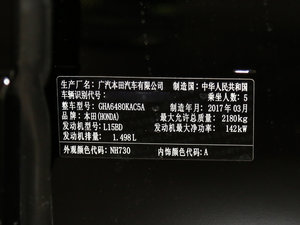 生产厂名：广汽本田汽车有限公司 制造国：中华人民共和国
车辆识别代号： 乘坐人数：5
整车型号：GHA6480KAC5A 制造年月：2017年03月
品牌：本田(HONDA) 最大允许总质量：2180kg
发动机型号：L15BD 发动机最大净功率：142kW
发动机排量：1.498L
外观颜色代码：NH730 内饰颜色代码：A